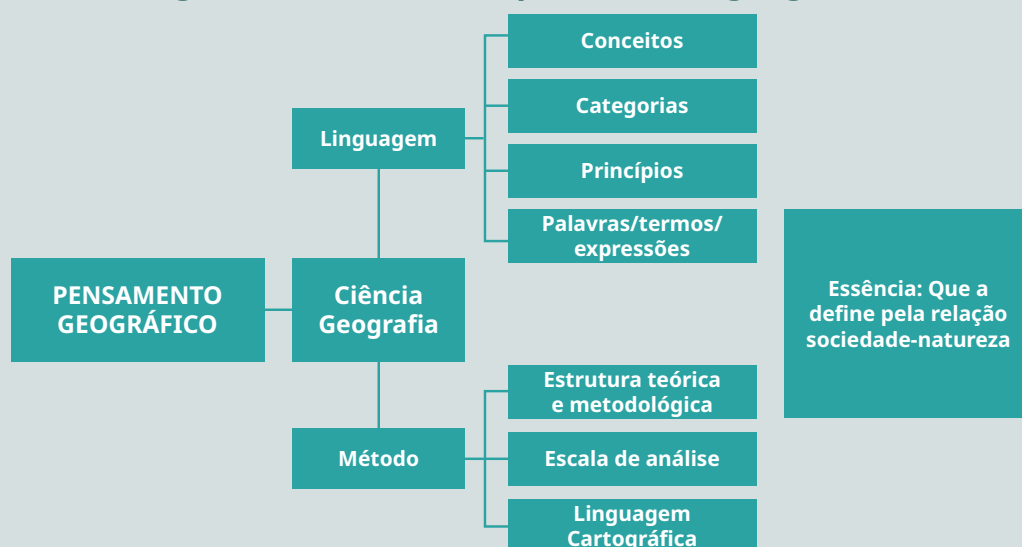 Conceitos
Categorias
Linguagem
Princípios
Palavras/termos/
expressões
PENSAMENTO
GEOGRÁFICO
Ciência
Geografia
Essência: Que a
define pela relação
sociedade-natureza
Estrutura teórica
e metodológica
Método
Escala de análise
Linguagem
Cartográfica